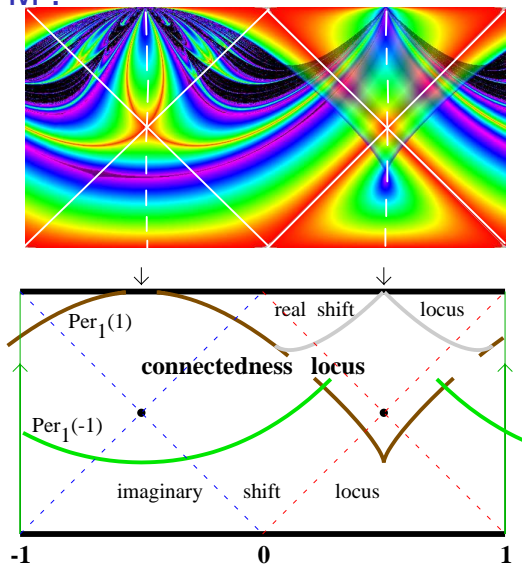 real shift locus
Per1(1)
connectedness locus
Per1(-1)
imaginary shift locus
-1 0 1